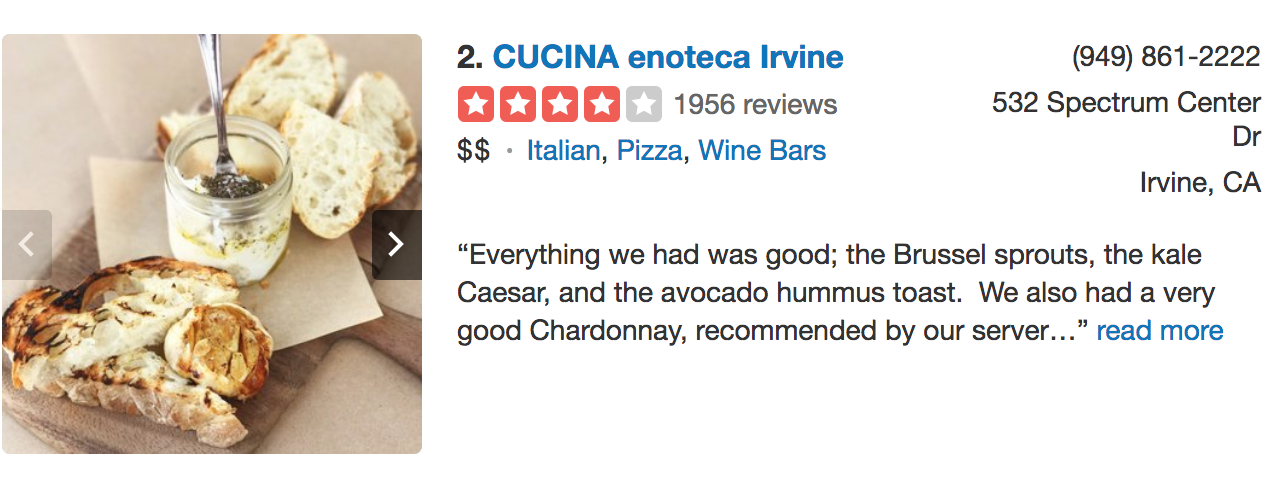 2. CUCINA enoteca Irvine
1956 reviews
$$ · Italian, Pizza, Wine Bars
(949) 861-2222
532 Spectrum Center
Dr
Irvine, CA
“Everything we had was good; the Brussel sprouts, the kale
Caesar, and the avocado hummus toast.  We also had a very
good Chardonnay, recommended by our server…” read more